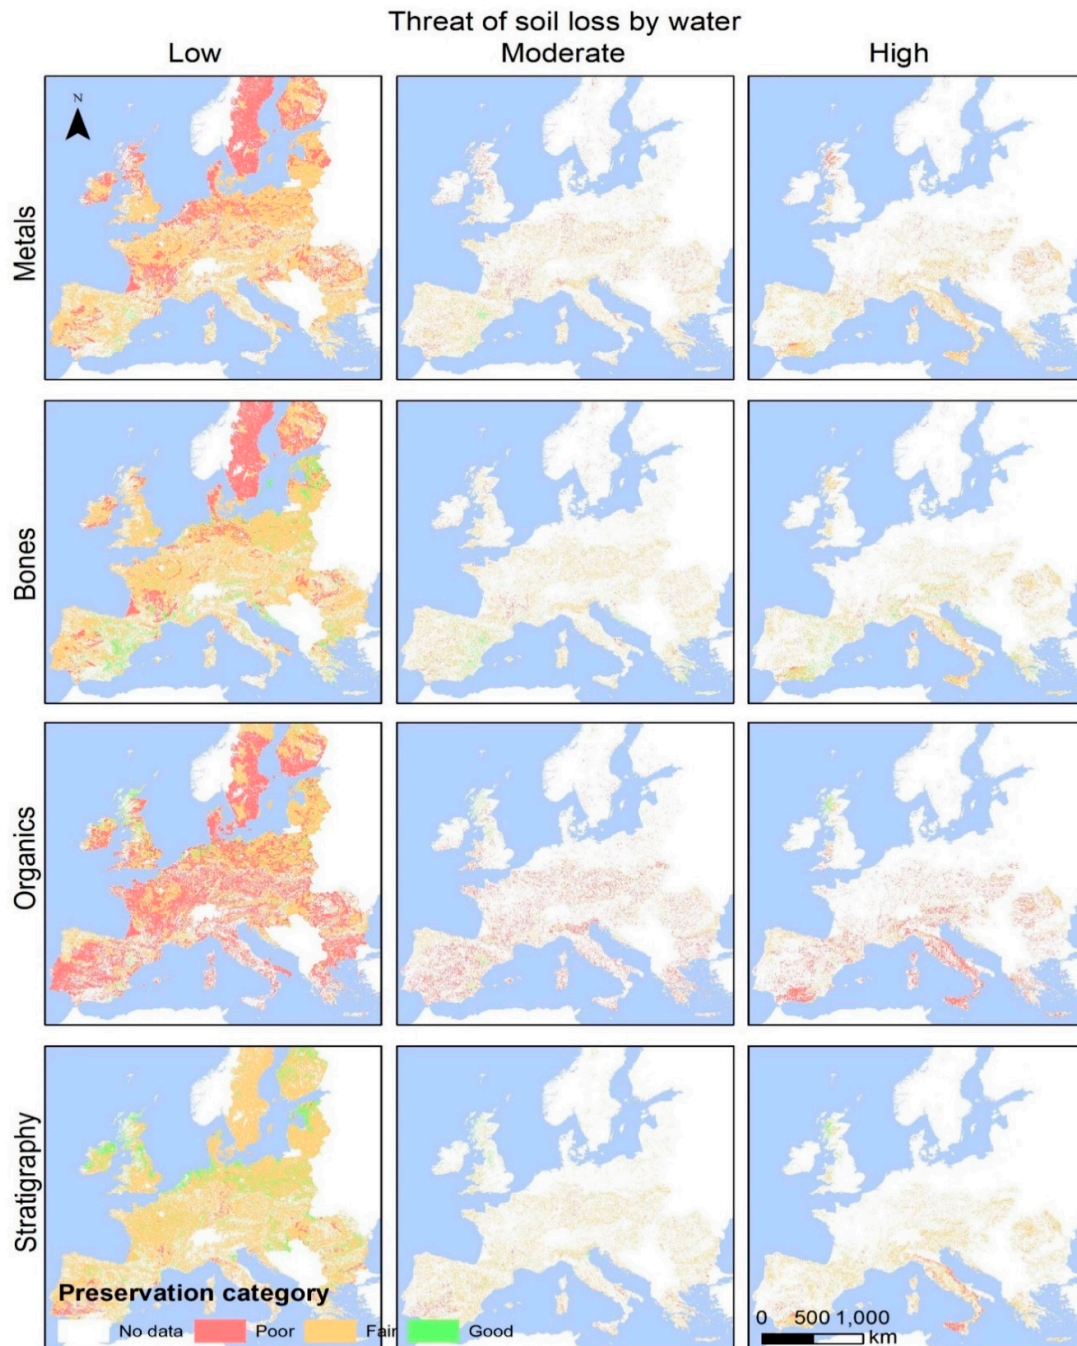 Threat of soil loss by water
Low Moderate High
N
Metals
Bones
Organics
Stratigraphy
Preservation category
No data Poor Fair Good
0 500 1,000
km